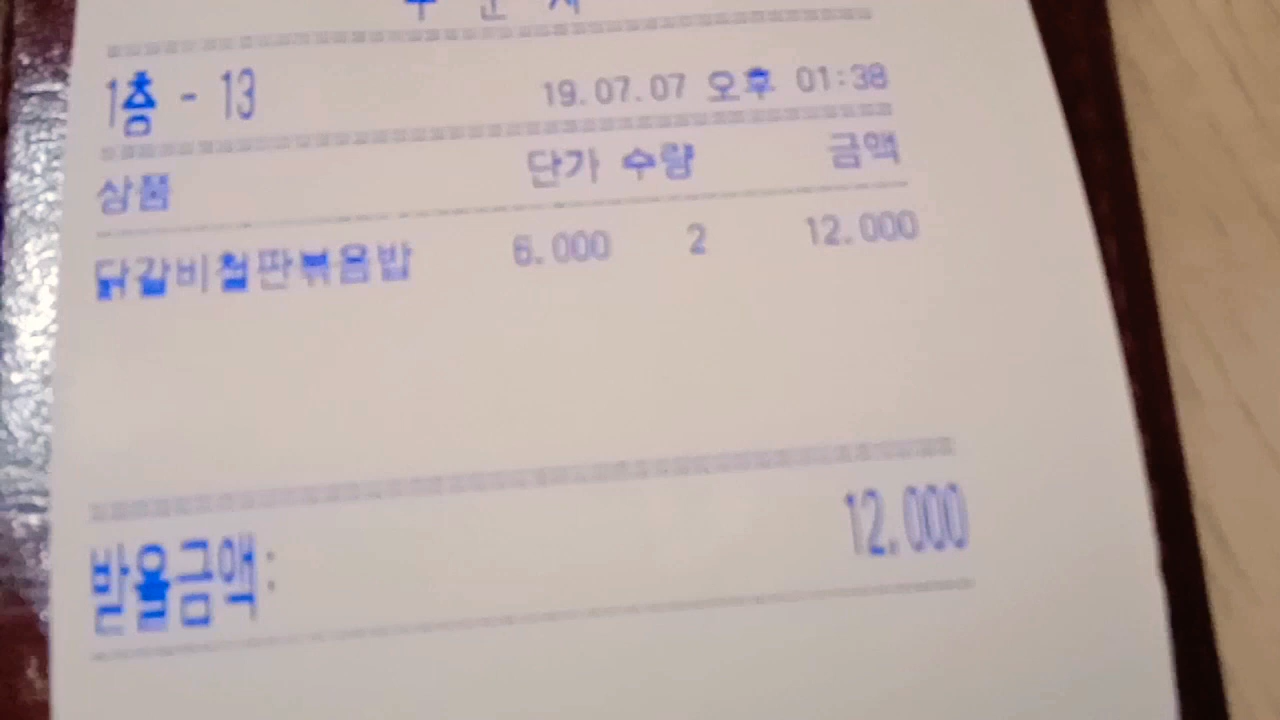 1층 - 13
19.07.07 오후 01:38
상품 단가 수량 금액
닭갈비철판볶음밥 6.000 2 12.000
받을금액: 12.000